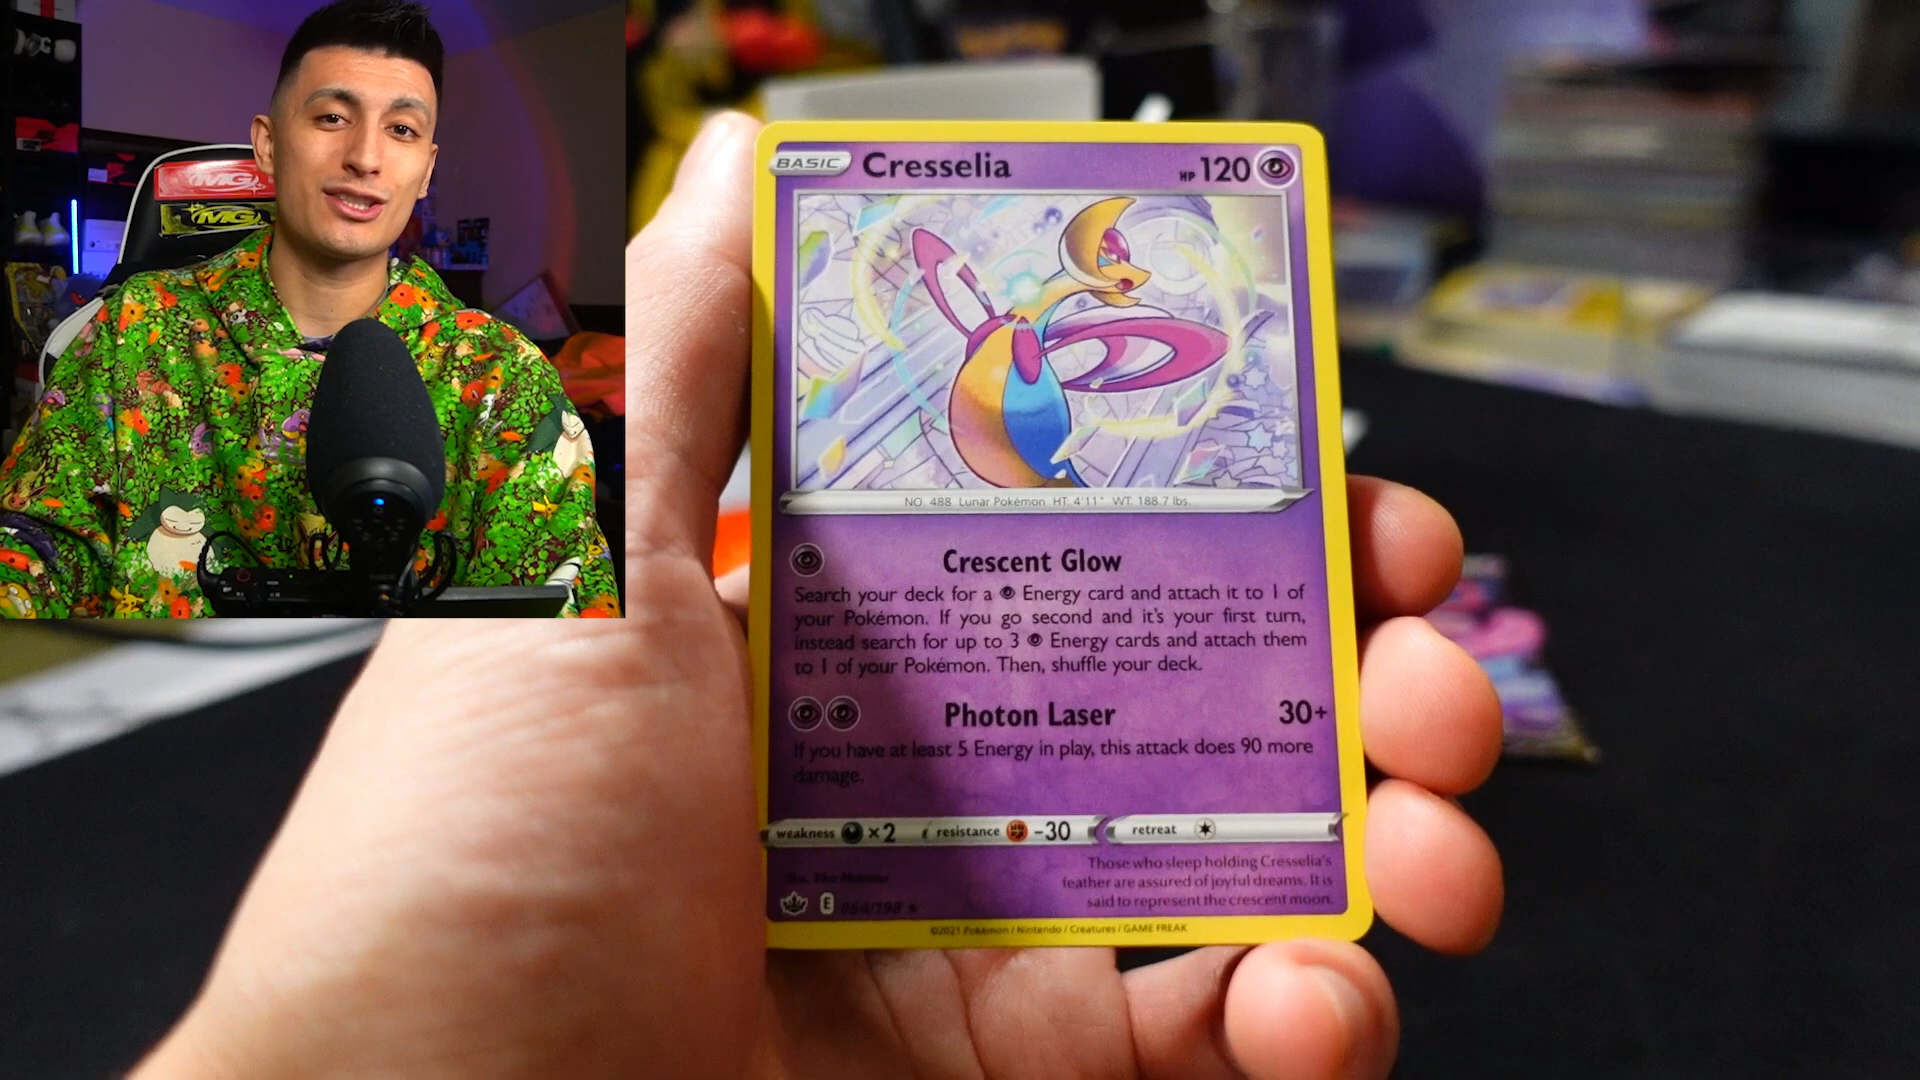 MG
MG
BASIC Cresselia HP 120
NO. 488 Lunar Pokémon HT: 4'11" WT: 188.7 lbs.
Crescent Glow
Search your deck for a Energy card and attach it to 1 of
your Pokémon. If you go second and it's your first turn,
instead search for up to 3 Energy cards and attach them
to 1 of your Pokémon. Then, shuffle your deck.
Photon Laser 30+
If you have at least 5 Energy in play, this attack does 90 more
damage.
weakness ×2 resistance -30 retreat
Those who sleep holding Cresselia's
feather are assured of joyful dreams. It is
said to represent the crescent moon.
E 064/198
©2021 Pokémon / Nintendo / Creatures / GAME FREAK